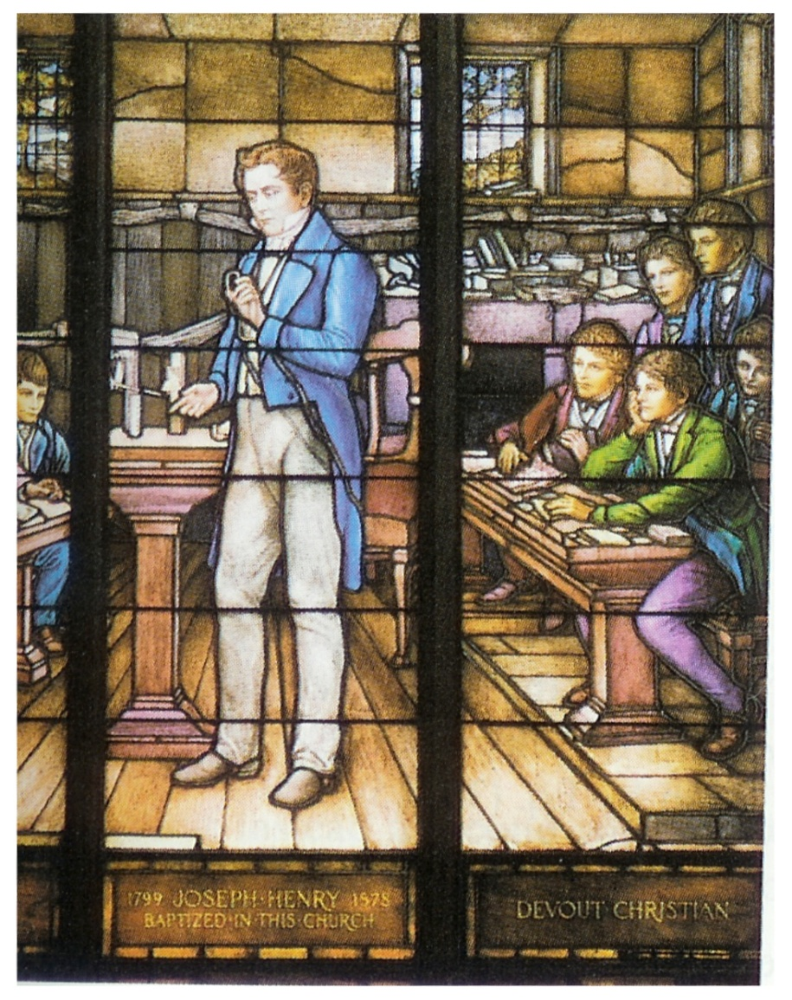 1799 JOSEPH·HENRY 1878
BAPTIZED·IN·THIS·CHURCH
DEVOUT·CHRISTIAN